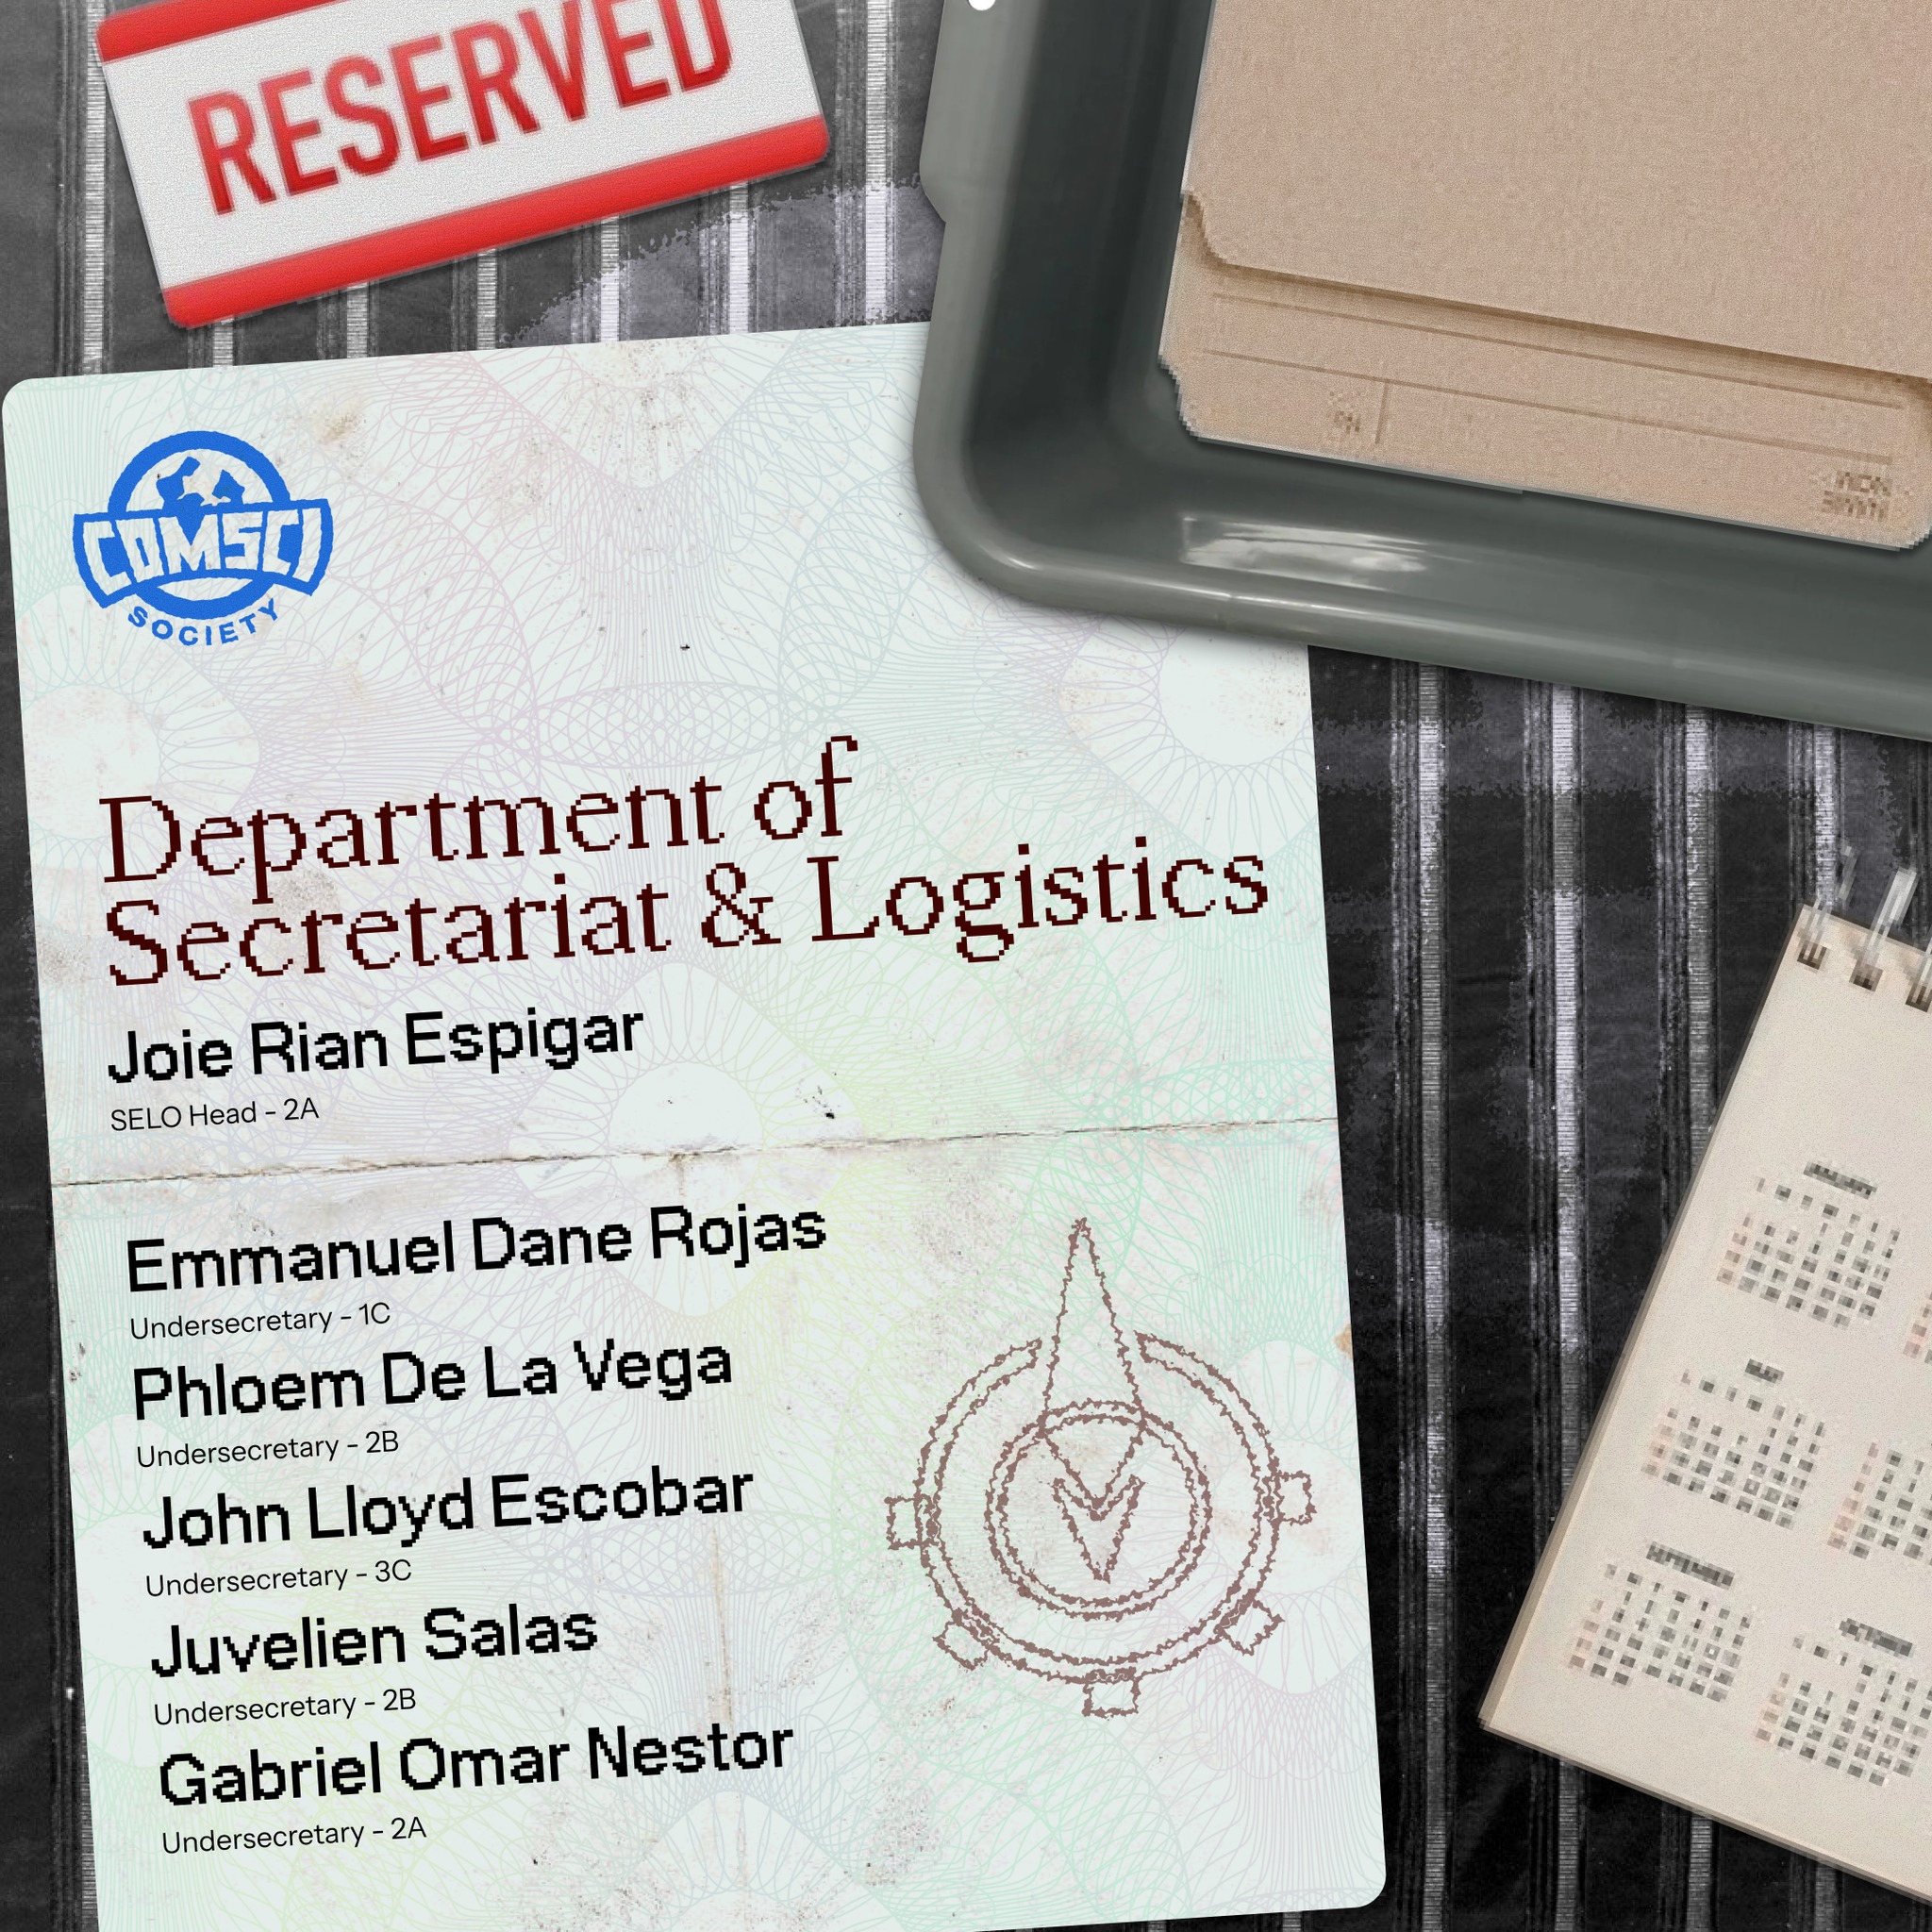 RESERVED
COMSCI
SOCIETY
Department of
Secretariat & Logistics
Joie Rian Espigar
SELO Head - 2A
Emmanuel Dane Rojas
Undersecretary - 1C
Phloem De La Vega
Undersecretary - 2B
John Lloyd Escobar
Undersecretary - 3C
Juvelien Salas
Undersecretary - 2B
Gabriel Omar Nestor
Undersecretary - 2A